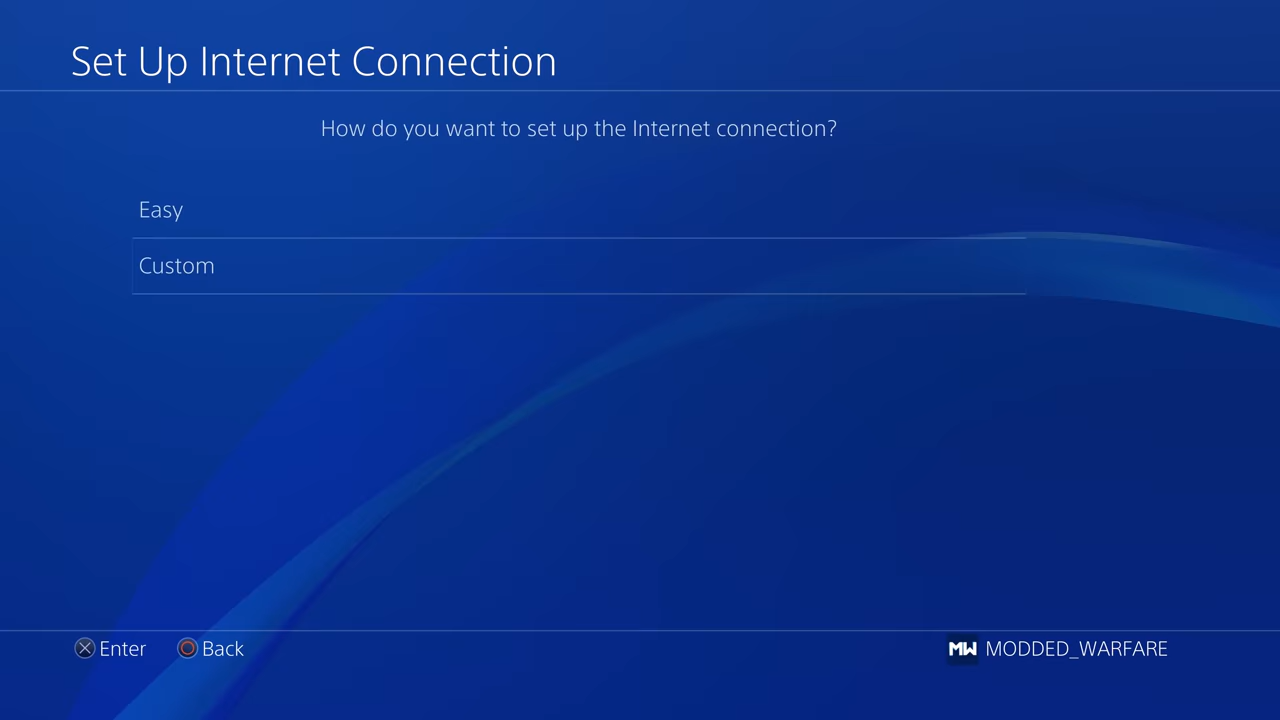 Set Up Internet Connection
How do you want to set up the Internet connection?
Easy
Custom
Enter Back MW MODDED_WARFARE